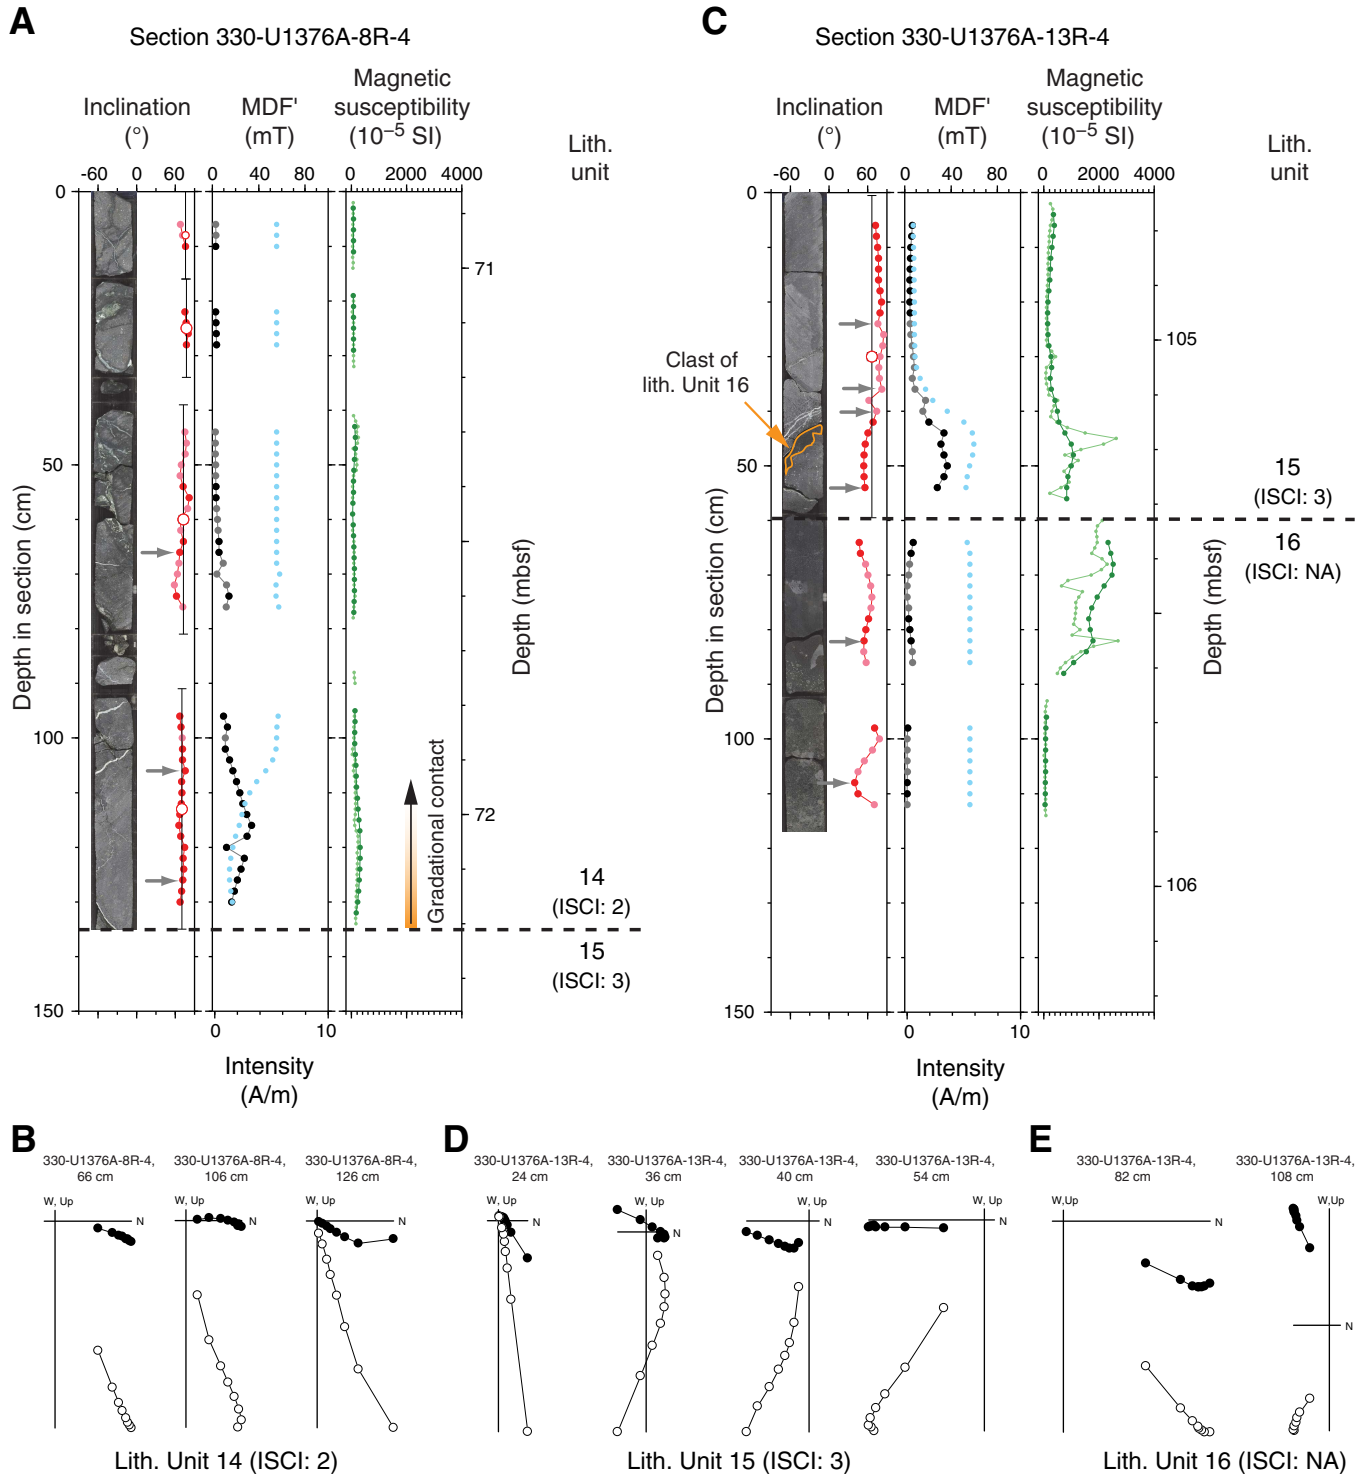 A
Section 330-U1376A-8R-4
Inclination
(°)
MDF'
(mT)
Magnetic
susceptibility
(10⁻⁵ SI)
Lith.
unit
-60 0 60
0 40 80
0 2000 4000
0
50
100
150
Depth in section (cm)
71
72
Depth (mbsf)
Gradational contact
14
(ISCI: 2)
15
(ISCI: 3)
0 10
Intensity
(A/m)
C
Section 330-U1376A-13R-4
Inclination
(°)
MDF'
(mT)
Magnetic
susceptibility
(10⁻⁵ SI)
Lith.
unit
-60 0 60
0 40 80
0 2000 4000
0
50
100
150
Depth in section (cm)
Clast of
lith. Unit 16
105
106
Depth (mbsf)
15
(ISCI: 3)
16
(ISCI: NA)
0 10
Intensity
(A/m)
B
330-U1376A-8R-4,
66 cm
W, Up
N
330-U1376A-8R-4,
106 cm
W, Up
N
330-U1376A-8R-4,
126 cm
W, Up
N
Lith. Unit 14 (ISCI: 2)
D
330-U1376A-13R-4,
24 cm
W, Up
N
330-U1376A-13R-4,
36 cm
W, Up
N
330-U1376A-13R-4,
40 cm
W, Up
N
330-U1376A-13R-4,
54 cm
W, Up
N
Lith. Unit 15 (ISCI: 3)
E
330-U1376A-13R-4,
82 cm
W, Up
N
330-U1376A-13R-4,
108 cm
W,Up
N
Lith. Unit 16 (ISCI: NA)